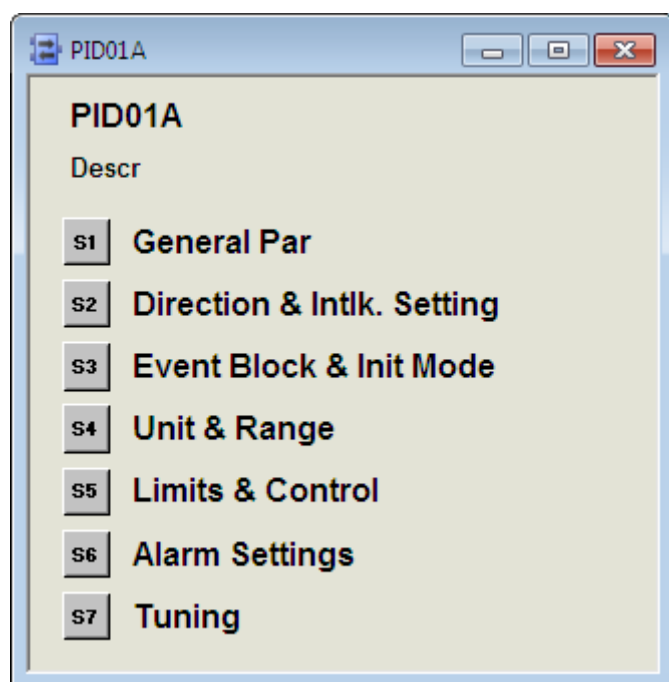 PID01A
PID01A
Descr
S1 General Par
S2 Direction & Intlk. Setting
S3 Event Block & Init Mode
S4 Unit & Range
S5 Limits & Control
S6 Alarm Settings
S7 Tuning